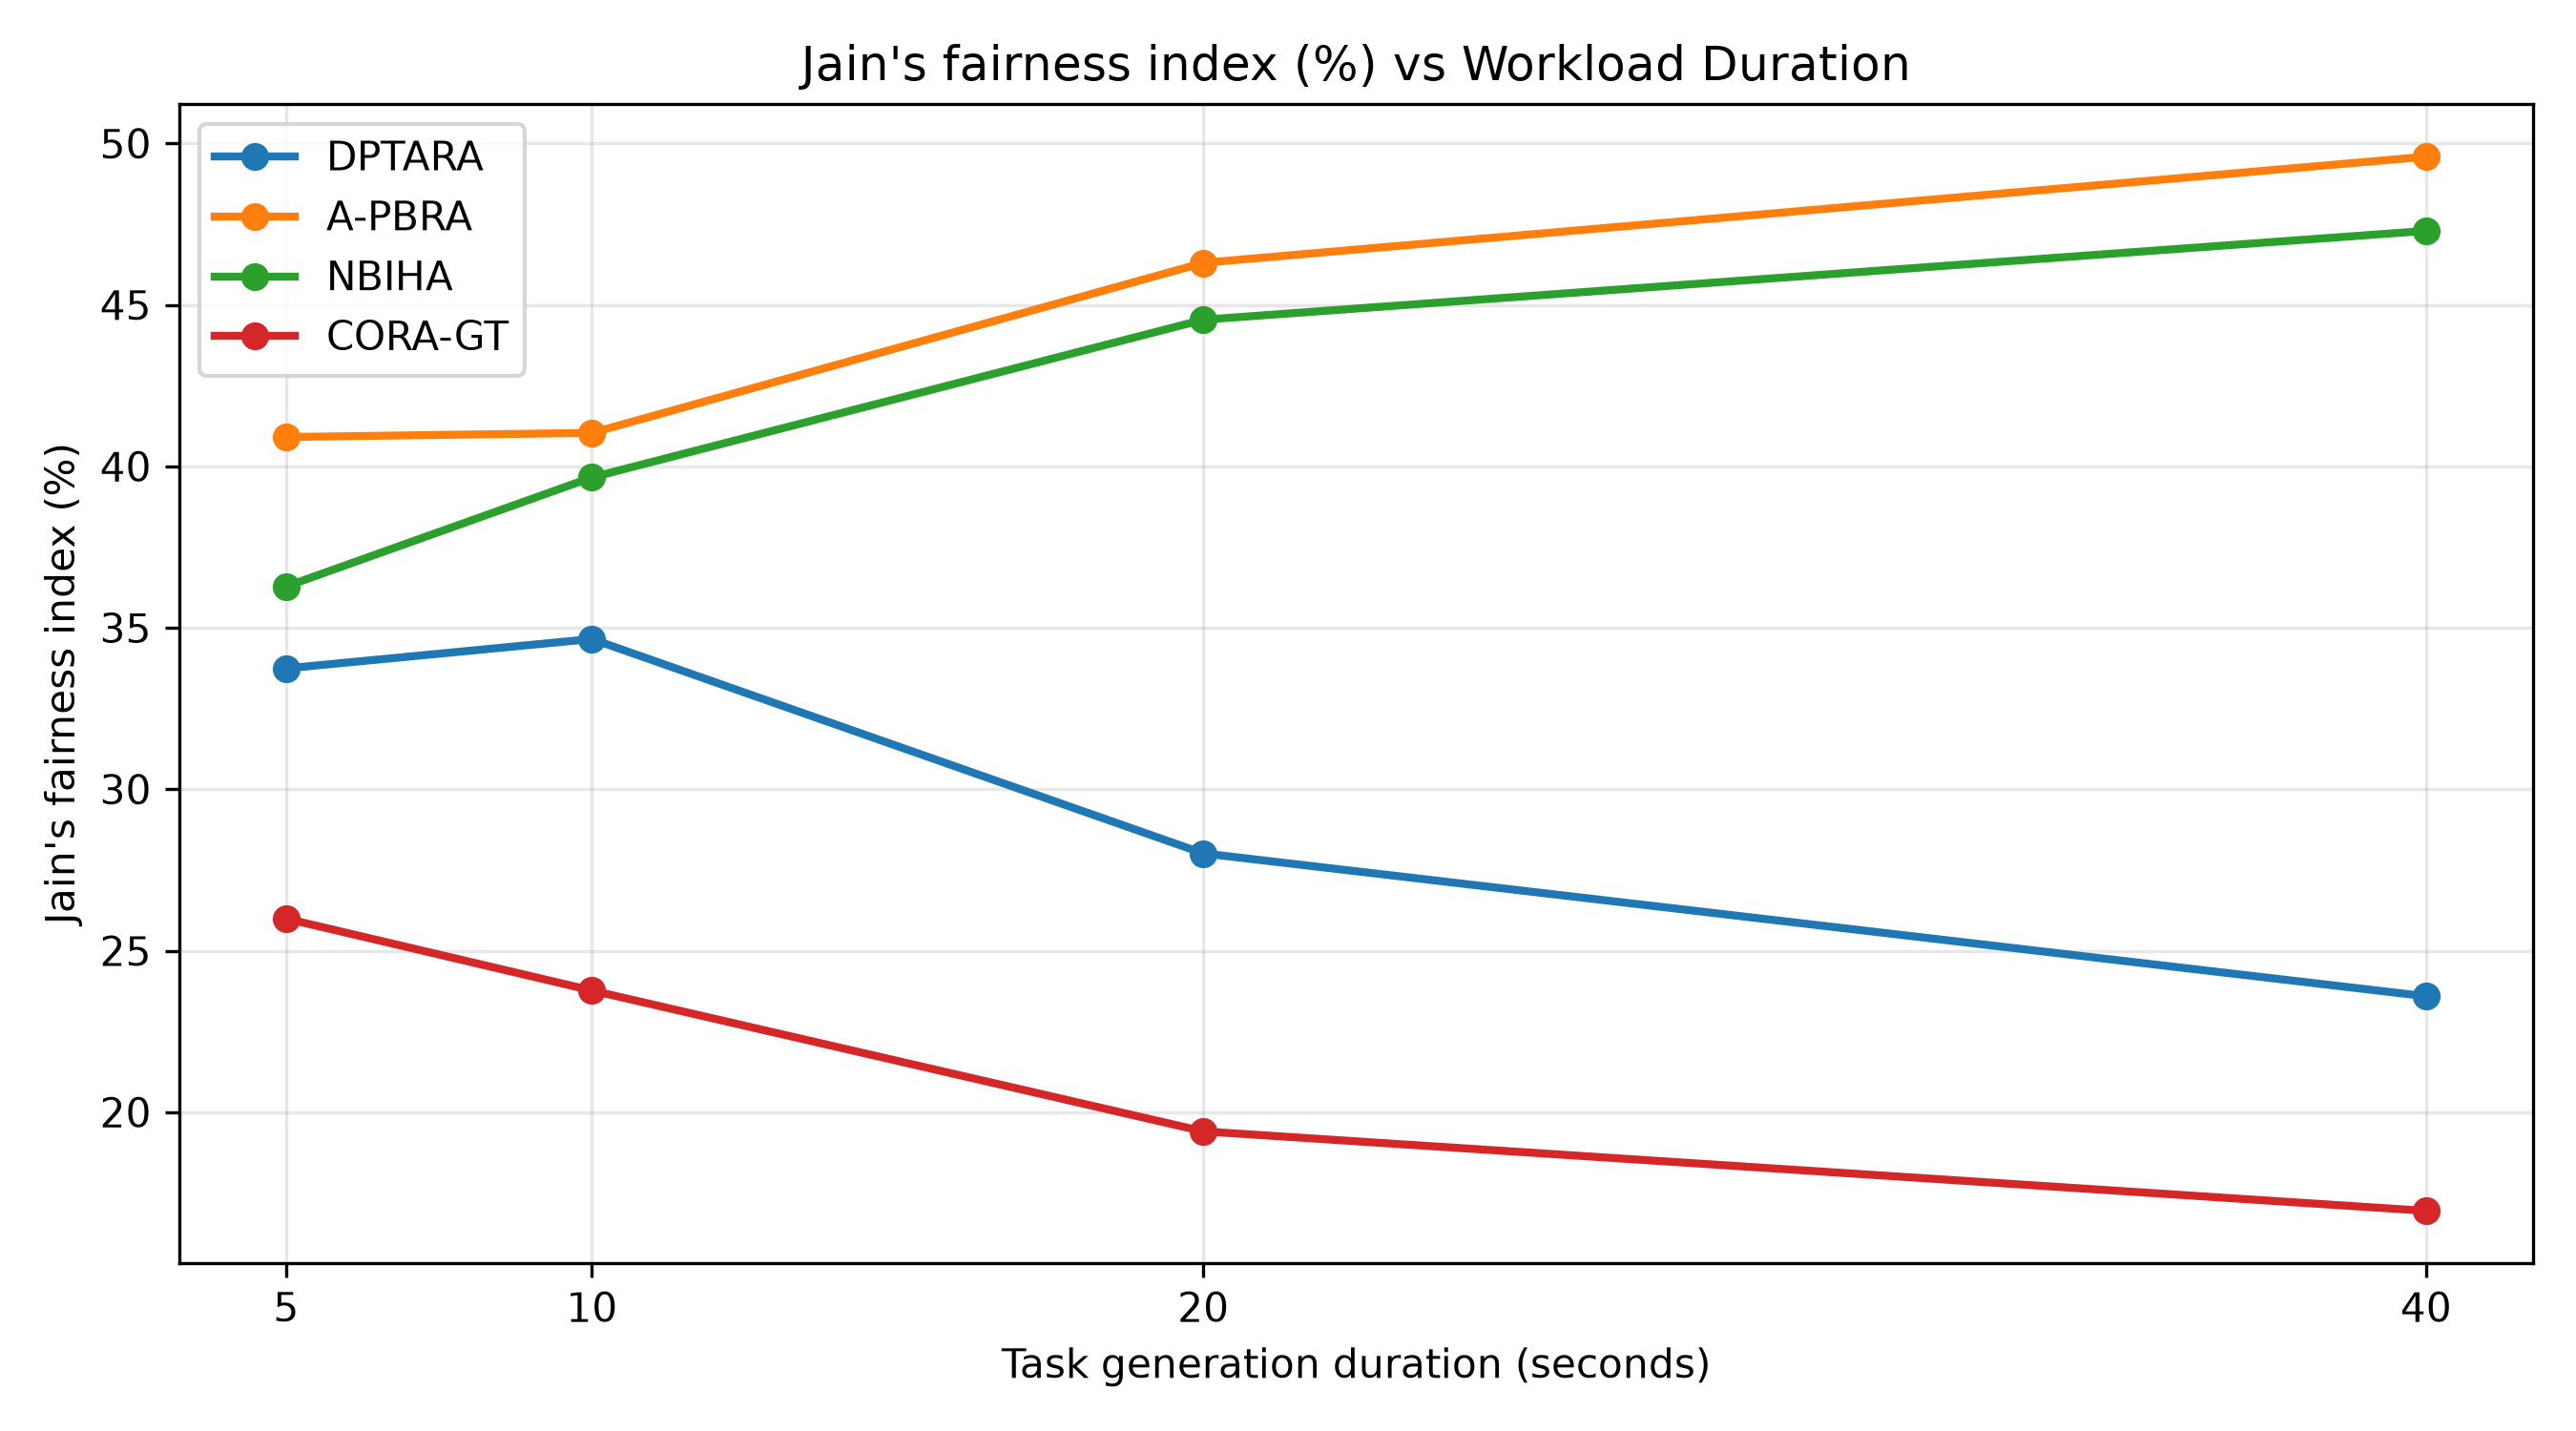 Jain's fairness index (%) vs Workload Duration
DPTARA
A-PBRA
NBIHA
CORA-GT
Jain's fairness index (%)
50
45
40
35
30
25
20
5 10 20 40
Task generation duration (seconds)